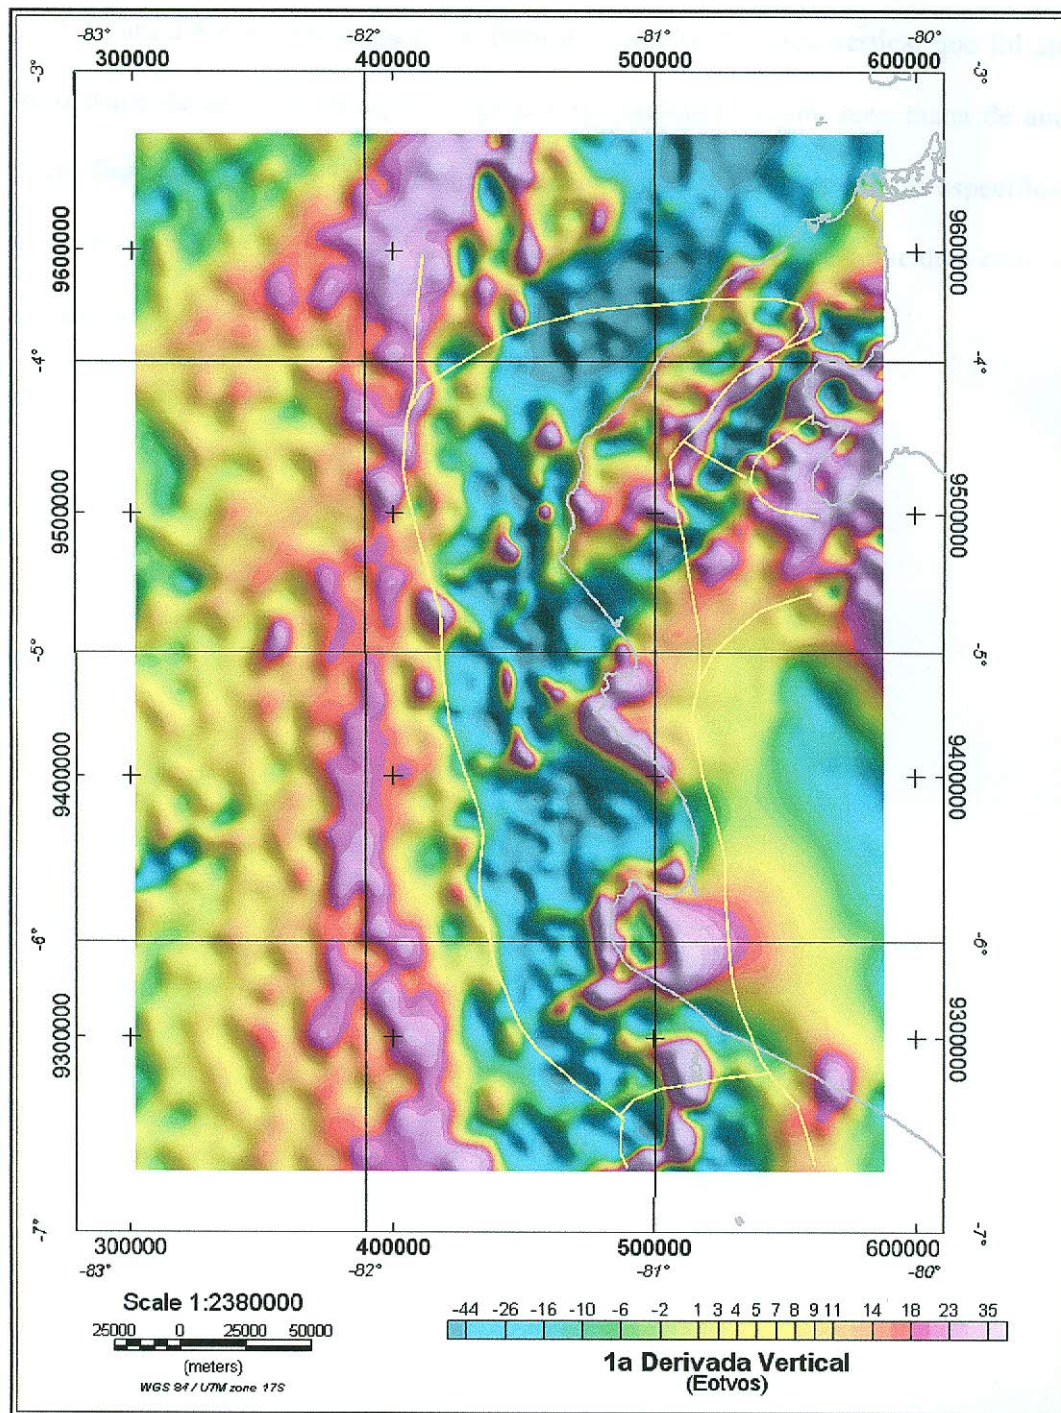 -83° -82° -81° -80°
300000 400000 500000 600000
-3° -3°
9600000 9600000
-4° -4°
9500000 9500000
-5° -5°
9400000 9400000
-6° -6°
9300000 9300000
-7° -7°
300000 400000 500000 600000
-83° -82° -81° -80°
Scale 1:2380000
25000 0 25000 50000
(meters)
WGS 84 / UTM zone 17S
-44 -26 -16 -10 -6 -2 1 3 4 5 7 8 9 11 14 18 23 35
1a Derivada Vertical
(Eotvos)